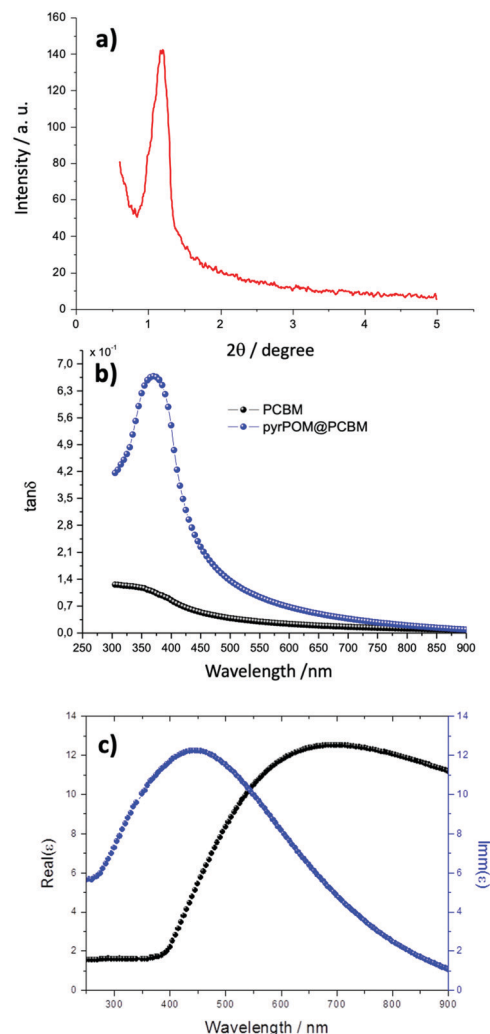 a)
160
140
120
100
80
60
40
20
0
Intensity / a. u.
0 1 2 3 4 5
2θ / degree
b)
x 10⁻¹
7,0
6,3
5,6
4,9
4,2
3,5
2,8
2,1
1,4
0,7
0,0
tanδ
PCBM
pyrPOM@PCBM
250 300 350 400 450 500 550 600 650 700 750 800 850 900
Wavelength /nm
c)
14 14
12 12
10 10
8 8
6 6
4 4
2 2
0 0
Real(ε)
Imm(ε)
300 400 500 600 700 800 900
Wavelength / nm